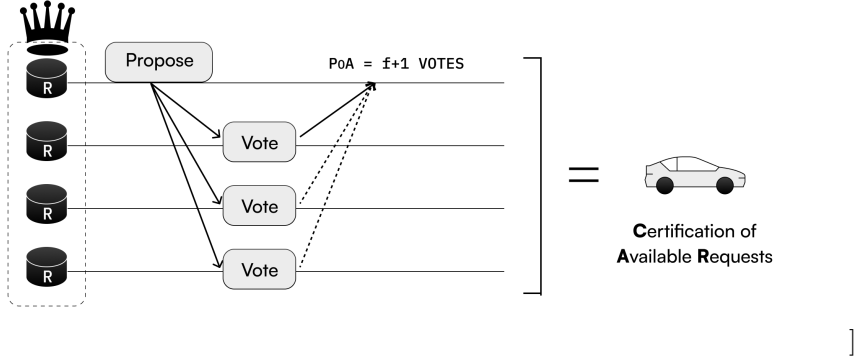 Propose
PoA = f+1 VOTES
R
R
Vote
R
Vote
R
Vote
=
Certification of
Available Requests
]